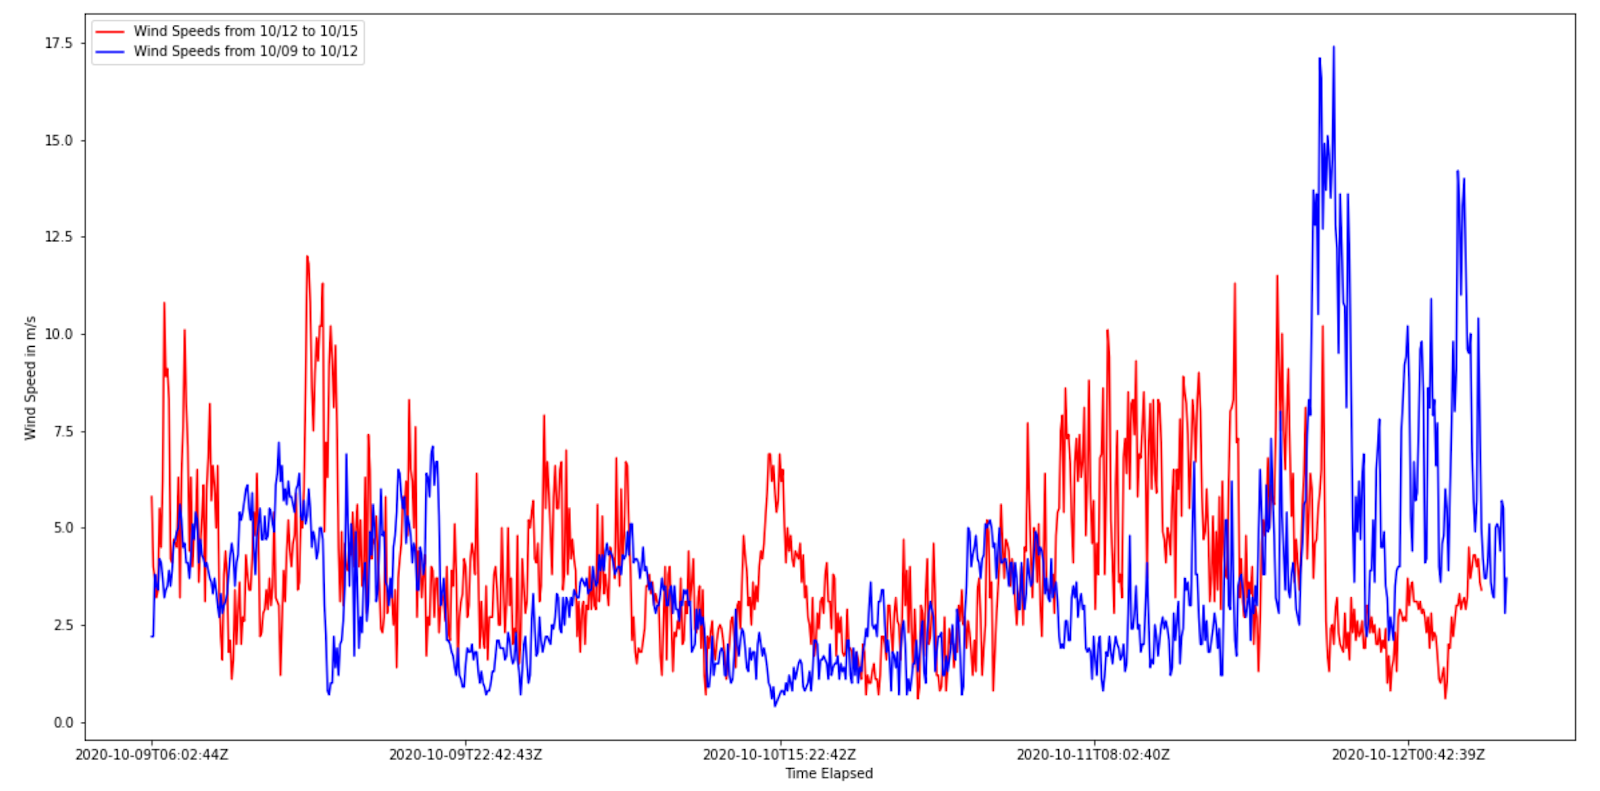 Wind Speeds from 10/12 to 10/15
Wind Speeds from 10/09 to 10/12
17.5
15.0
12.5
10.0
7.5
5.0
2.5
0.0
Wind Speed in m/s
2020-10-09T06:02:44Z 2020-10-09T22:42:43Z 2020-10-10T15:22:42Z 2020-10-11T08:02:40Z 2020-10-12T00:42:39Z
Time Elapsed